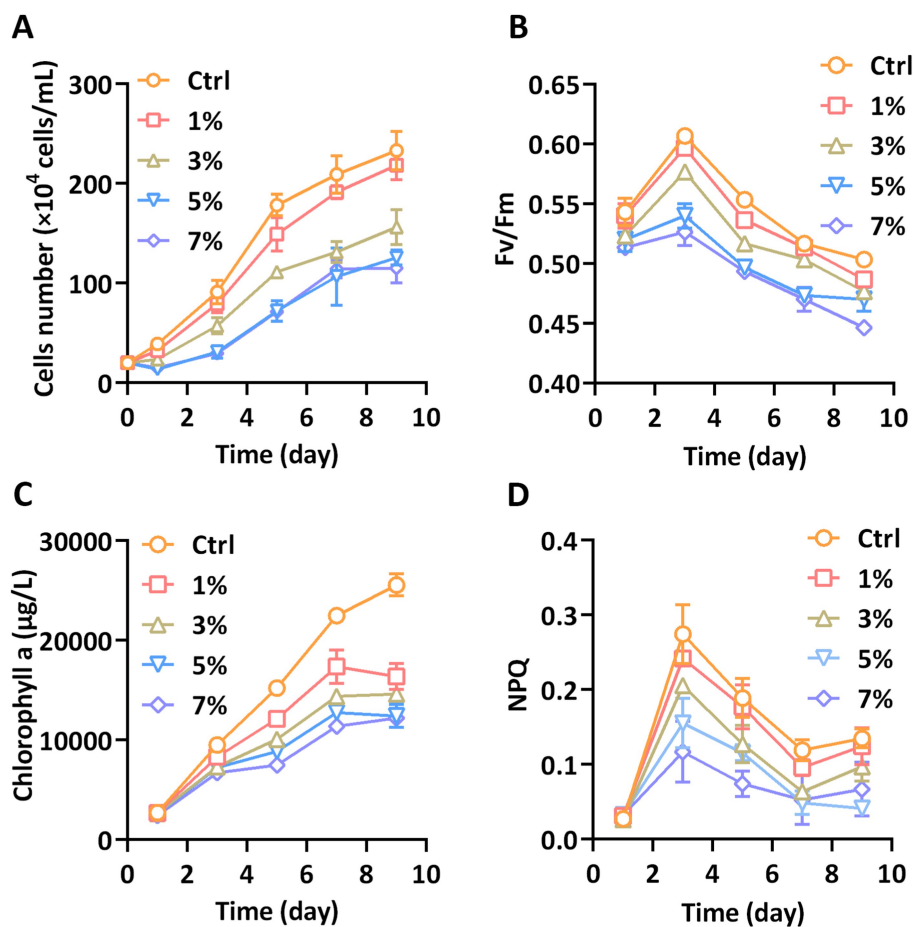 A
Cells number (×10⁴ cells/mL)
300
200
100
0
0 2 4 6 8 10
Time (day)
Ctrl
1%
3%
5%
7%
B
Fv/Fm
0.65
0.60
0.55
0.50
0.45
0.40
0 2 4 6 8 10
Time (day)
Ctrl
1%
3%
5%
7%
C
Chlorophyll a (µg/L)
30000
20000
10000
0
0 2 4 6 8 10
Time (day)
Ctrl
1%
3%
5%
7%
D
NPQ
0.4
0.3
0.2
0.1
0.0
0 2 4 6 8 10
Time (day)
Ctrl
1%
3%
5%
7%